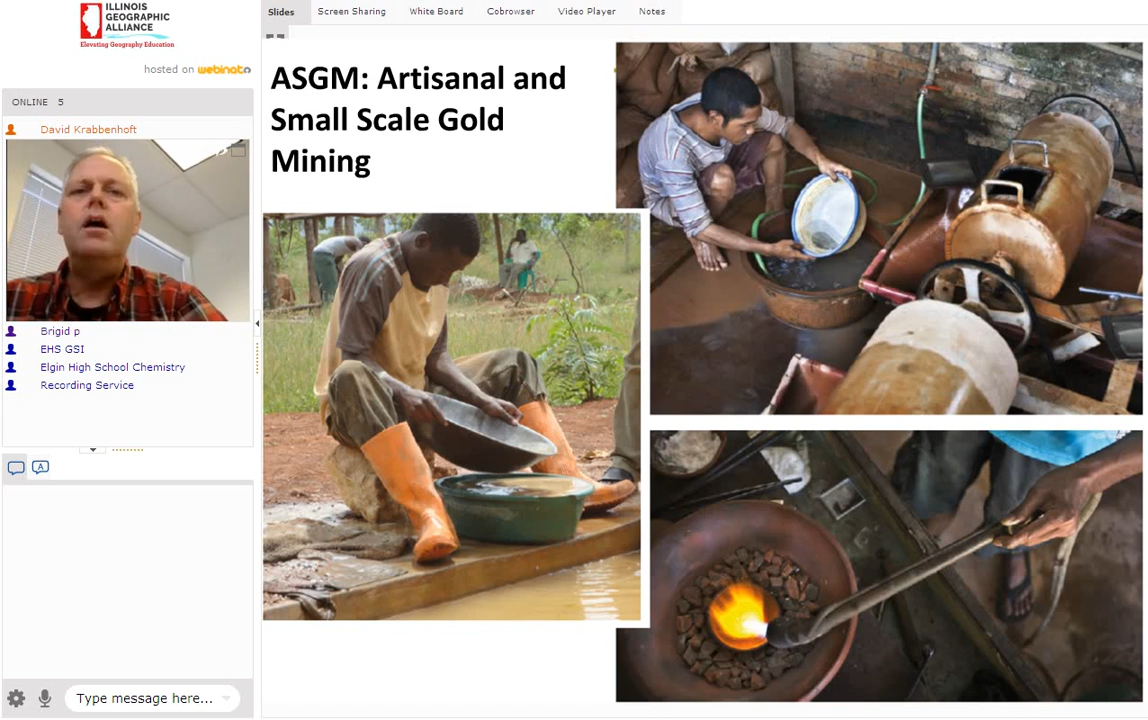 ILLINOIS
GEOGRAPHIC
ALLIANCE
Elevating Geography Education
hosted on webinato
ONLINE 5
David Krabbenhoft
Brigid p
EHS GSI
Elgin High School Chemistry
Recording Service
A
Type message here...
Slides Screen Sharing White Board Cobrowser Video Player Notes
ASGM: Artisanal and
Small Scale Gold
Mining